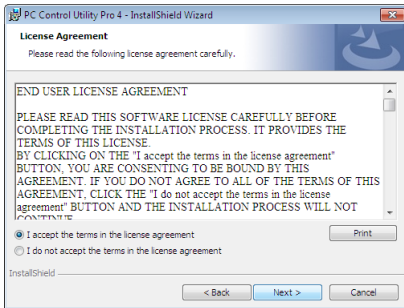 PC Control Utility Pro 4 - InstallShield Wizard
License Agreement
Please read the following license agreement carefully.
END USER LICENSE AGREEMENT
PLEASE READ THIS SOFTWARE LICENSE CAREFULLY BEFORE
COMPLETING THE INSTALLATION PROCESS. IT PROVIDES THE
TERMS OF THIS LICENSE.
BY CLICKING ON THE "I accept the terms in the license agreement"
BUTTON, YOU ARE CONSENTING TO BE BOUND BY THIS
AGREEMENT. IF YOU DO NOT AGREE TO ALL OF THE TERMS OF THIS
AGREEMENT, CLICK THE "I do not accept the terms in the license
agreement" BUTTON AND THE INSTALLATION PROCESS WILL NOT
CONTINUE
I accept the terms in the license agreement
Print
I do not accept the terms in the license agreement
InstallShield
< Back
Next >
Cancel